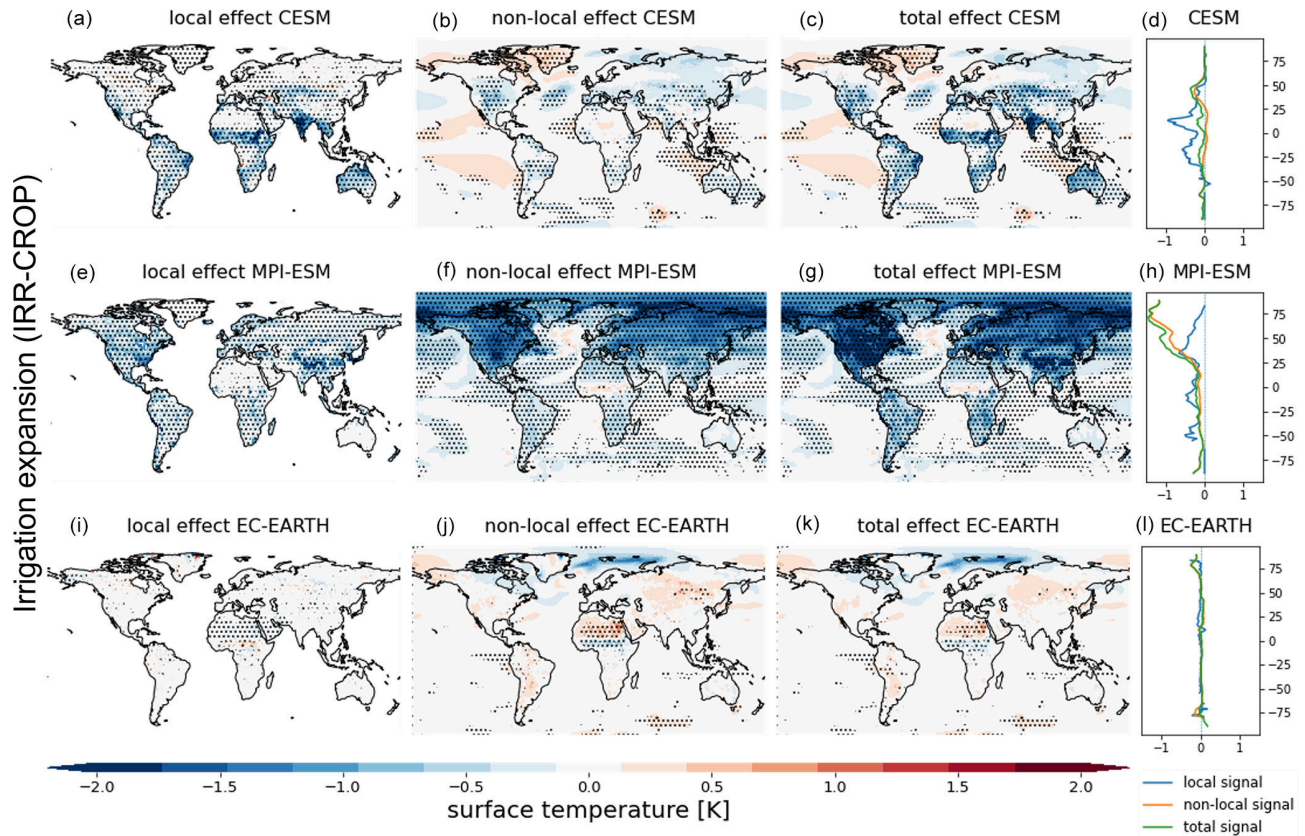 (a) local effect CESM
(b) non-local effect CESM
(c) total effect CESM
(d) CESM
75
50
25
0
−25
−50
−75
−1 0 1
Irrigation expansion (IRR-CROP)
(e) local effect MPI-ESM
(f) non-local effect MPI-ESM
(g) total effect MPI-ESM
(h) MPI-ESM
75
50
25
0
−25
−50
−75
−1 0 1
(i) local effect EC-EARTH
(j) non-local effect EC-EARTH
(k) total effect EC-EARTH
(l) EC-EARTH
75
50
25
0
−25
−50
−75
−1 0 1
−2.0 −1.5 −1.0 −0.5 0.0 0.5 1.0 1.5 2.0
surface temperature [K]
local signal
non-local signal
total signal